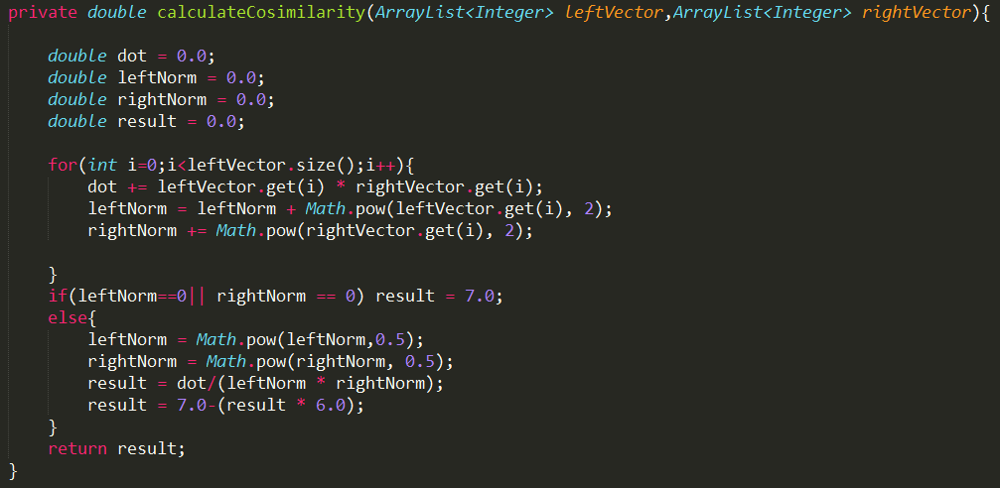 private double calculateCosimilarity(ArrayList<Integer> leftVector,ArrayList<Integer> rightVector){
double dot = 0.0;
double leftNorm = 0.0;
double rightNorm = 0.0;
double result = 0.0;
for(int i=0;i<leftVector.size();i++){
dot += leftVector.get(i) * rightVector.get(i);
leftNorm = leftNorm + Math.pow(leftVector.get(i), 2);
rightNorm += Math.pow(rightVector.get(i), 2);
}
if(leftNorm==0|| rightNorm == 0) result = 7.0;
else{
leftNorm = Math.pow(leftNorm,0.5);
rightNorm = Math.pow(rightNorm, 0.5);
result = dot/(leftNorm * rightNorm);
result = 7.0-(result * 6.0);
}
return result;
}